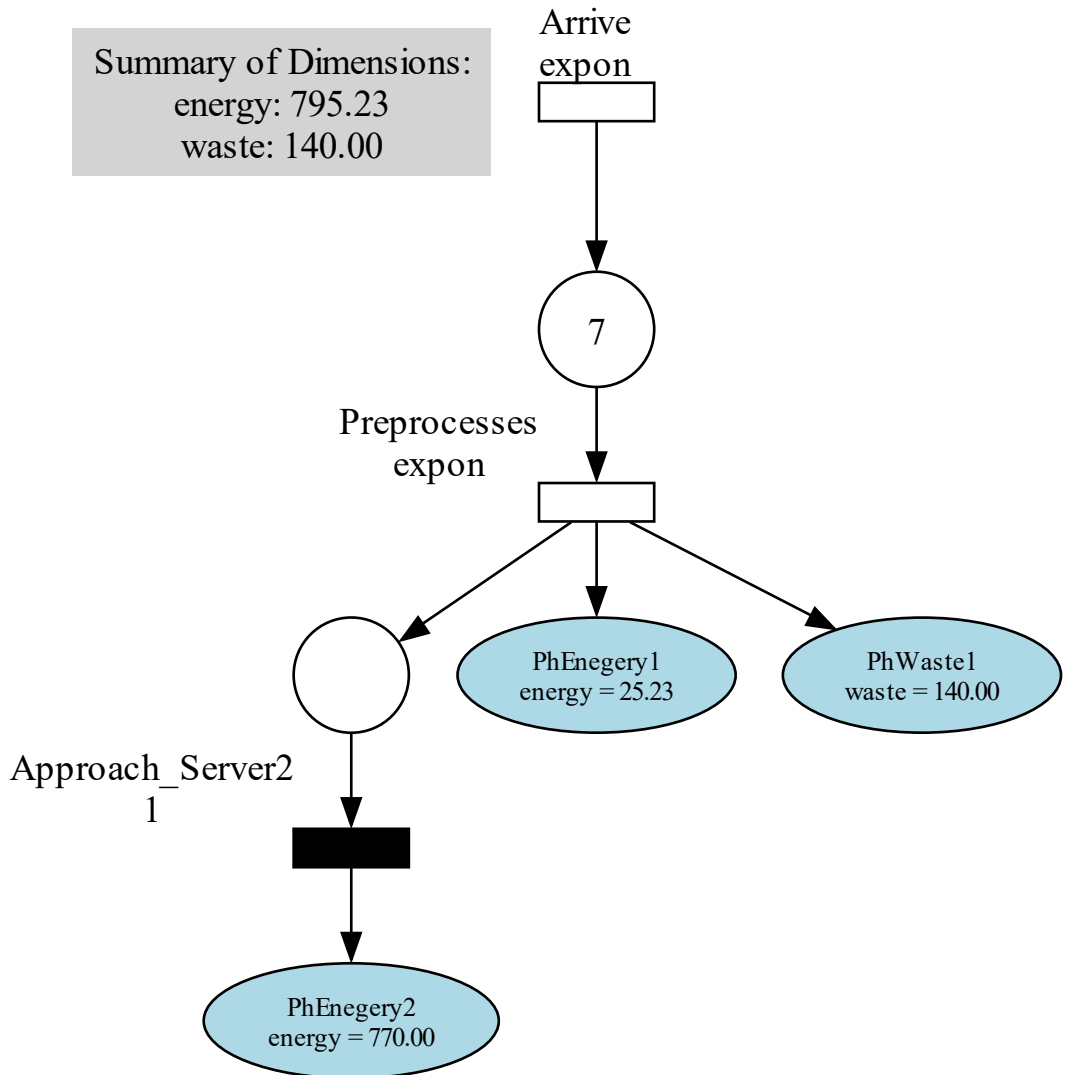 Arrive
expon
Summary of Dimensions:
energy: 795.23
waste: 140.00
7
Preprocesses
expon
PhEnegery1
energy = 25.23
PhWaste1
waste = 140.00
Approach_Server2
1
PhEnegery2
energy = 770.00